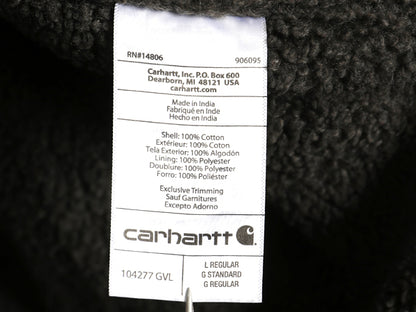 RN#14806 906095
Carhartt, Inc. P.O. Box 600
Dearborn, MI 48121 USA
carhartt.com
Made in India
Fabriqué en Inde
Hecho en India
Shell: 100% Cotton
Extérieur: 100% Coton
Tela Exterior: 100% Algodón
Lining: 100% Polyester
Doublure: 100% Polyester
Forro: 100% Poliéster
Exclusive Trimming
Sauf Garnitures
Excepto Adorno
carhartt
104277 GVL
L REGULAR
G STANDARD
G REGULAR